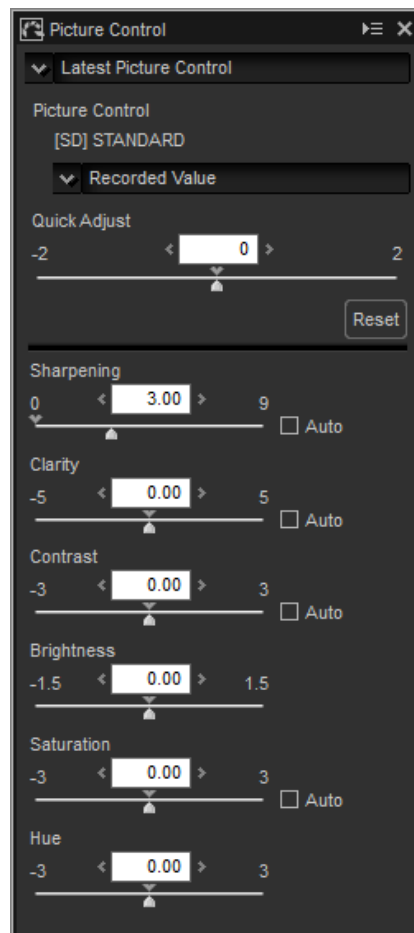 Picture Control
Latest Picture Control
Picture Control
[SD] STANDARD
Recorded Value
Quick Adjust
-2 0 2
Reset
Sharpening
0 3.00 9
Auto
Clarity
-5 0.00 5
Auto
Contrast
-3 0.00 3
Auto
Brightness
-1.5 0.00 1.5
Saturation
-3 0.00 3
Auto
Hue
-3 0.00 3